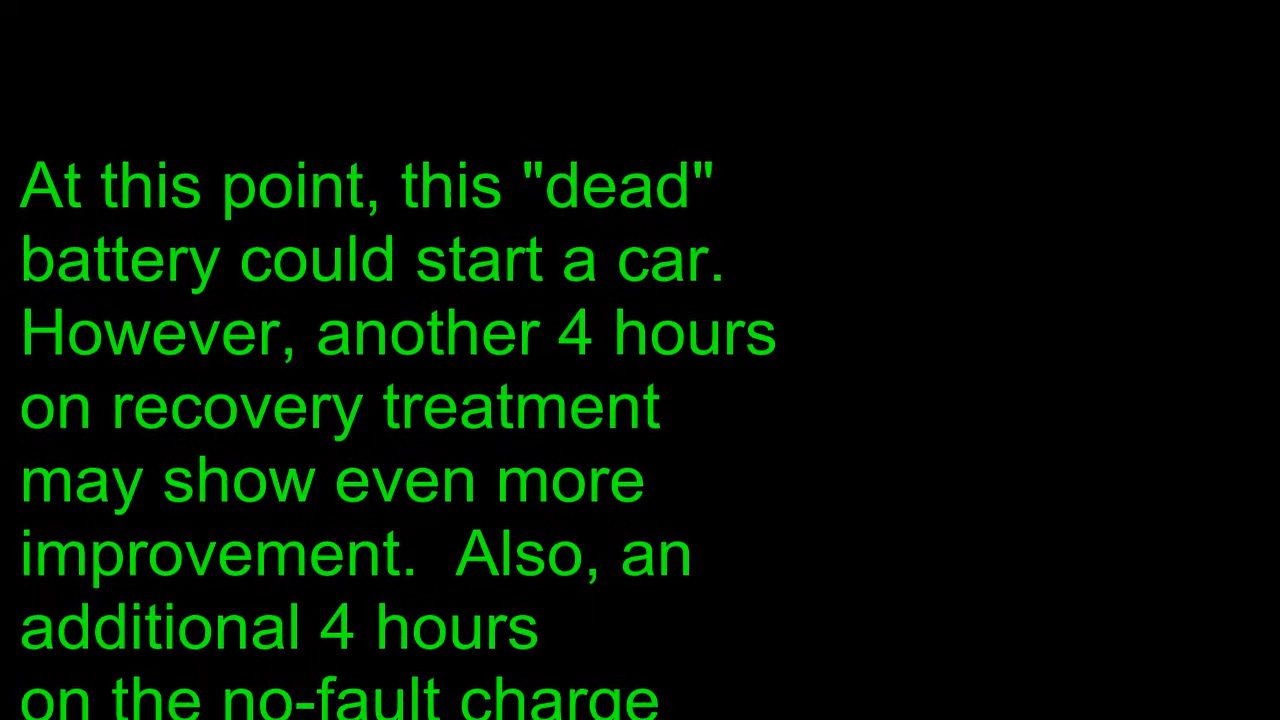 At this point, this "dead"
battery could start a car.
However, another 4 hours
on recovery treatment
may show even more
improvement.  Also, an
additional 4 hours
on the no-fault charge